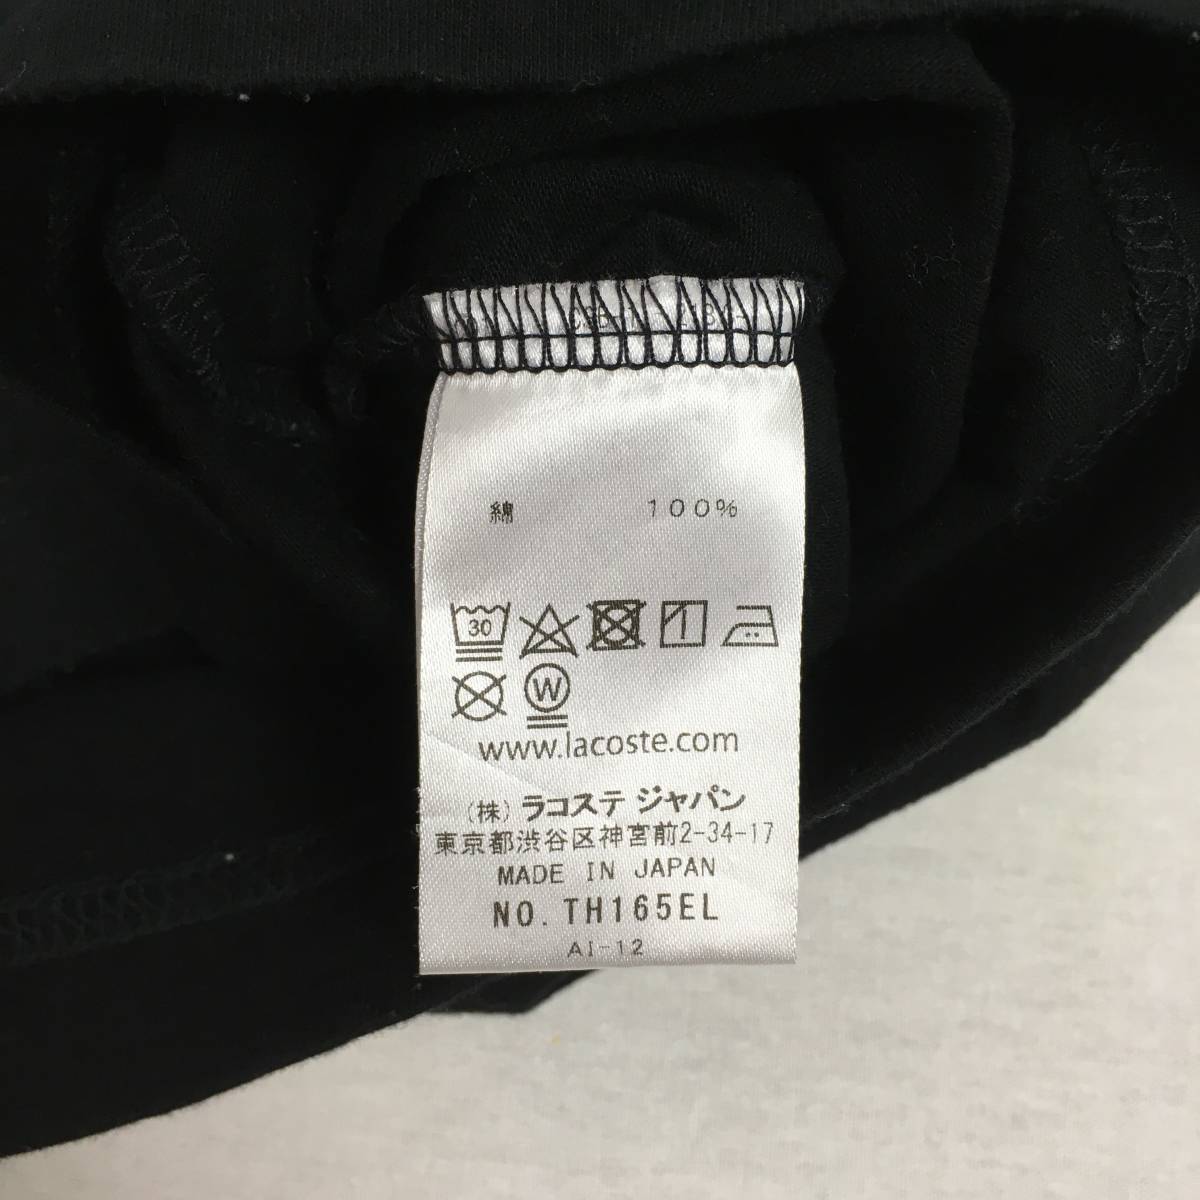 綿 100%
30
W
www.lacoste.com
(株) ラコステ ジャパン
東京都渋谷区神宮前2-34-17
MADE IN JAPAN
NO. TH165EL
AI-12